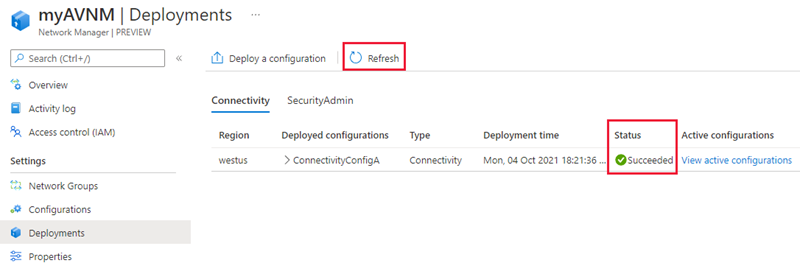 myAVNM | Deployments ...
Network Manager | PREVIEW
Search (Ctrl+/)
«
Overview
Activity log
Access control (IAM)
Settings
Network Groups
Configurations
Deployments
Properties
Deploy a configuration
Refresh
Connectivity SecurityAdmin
Region Deployed configurations Type Deployment time Status Active configurations
westus ConnectivityConfigA Connectivity Mon, 04 Oct 2021 18:21:36 ... Succeeded View active configurations